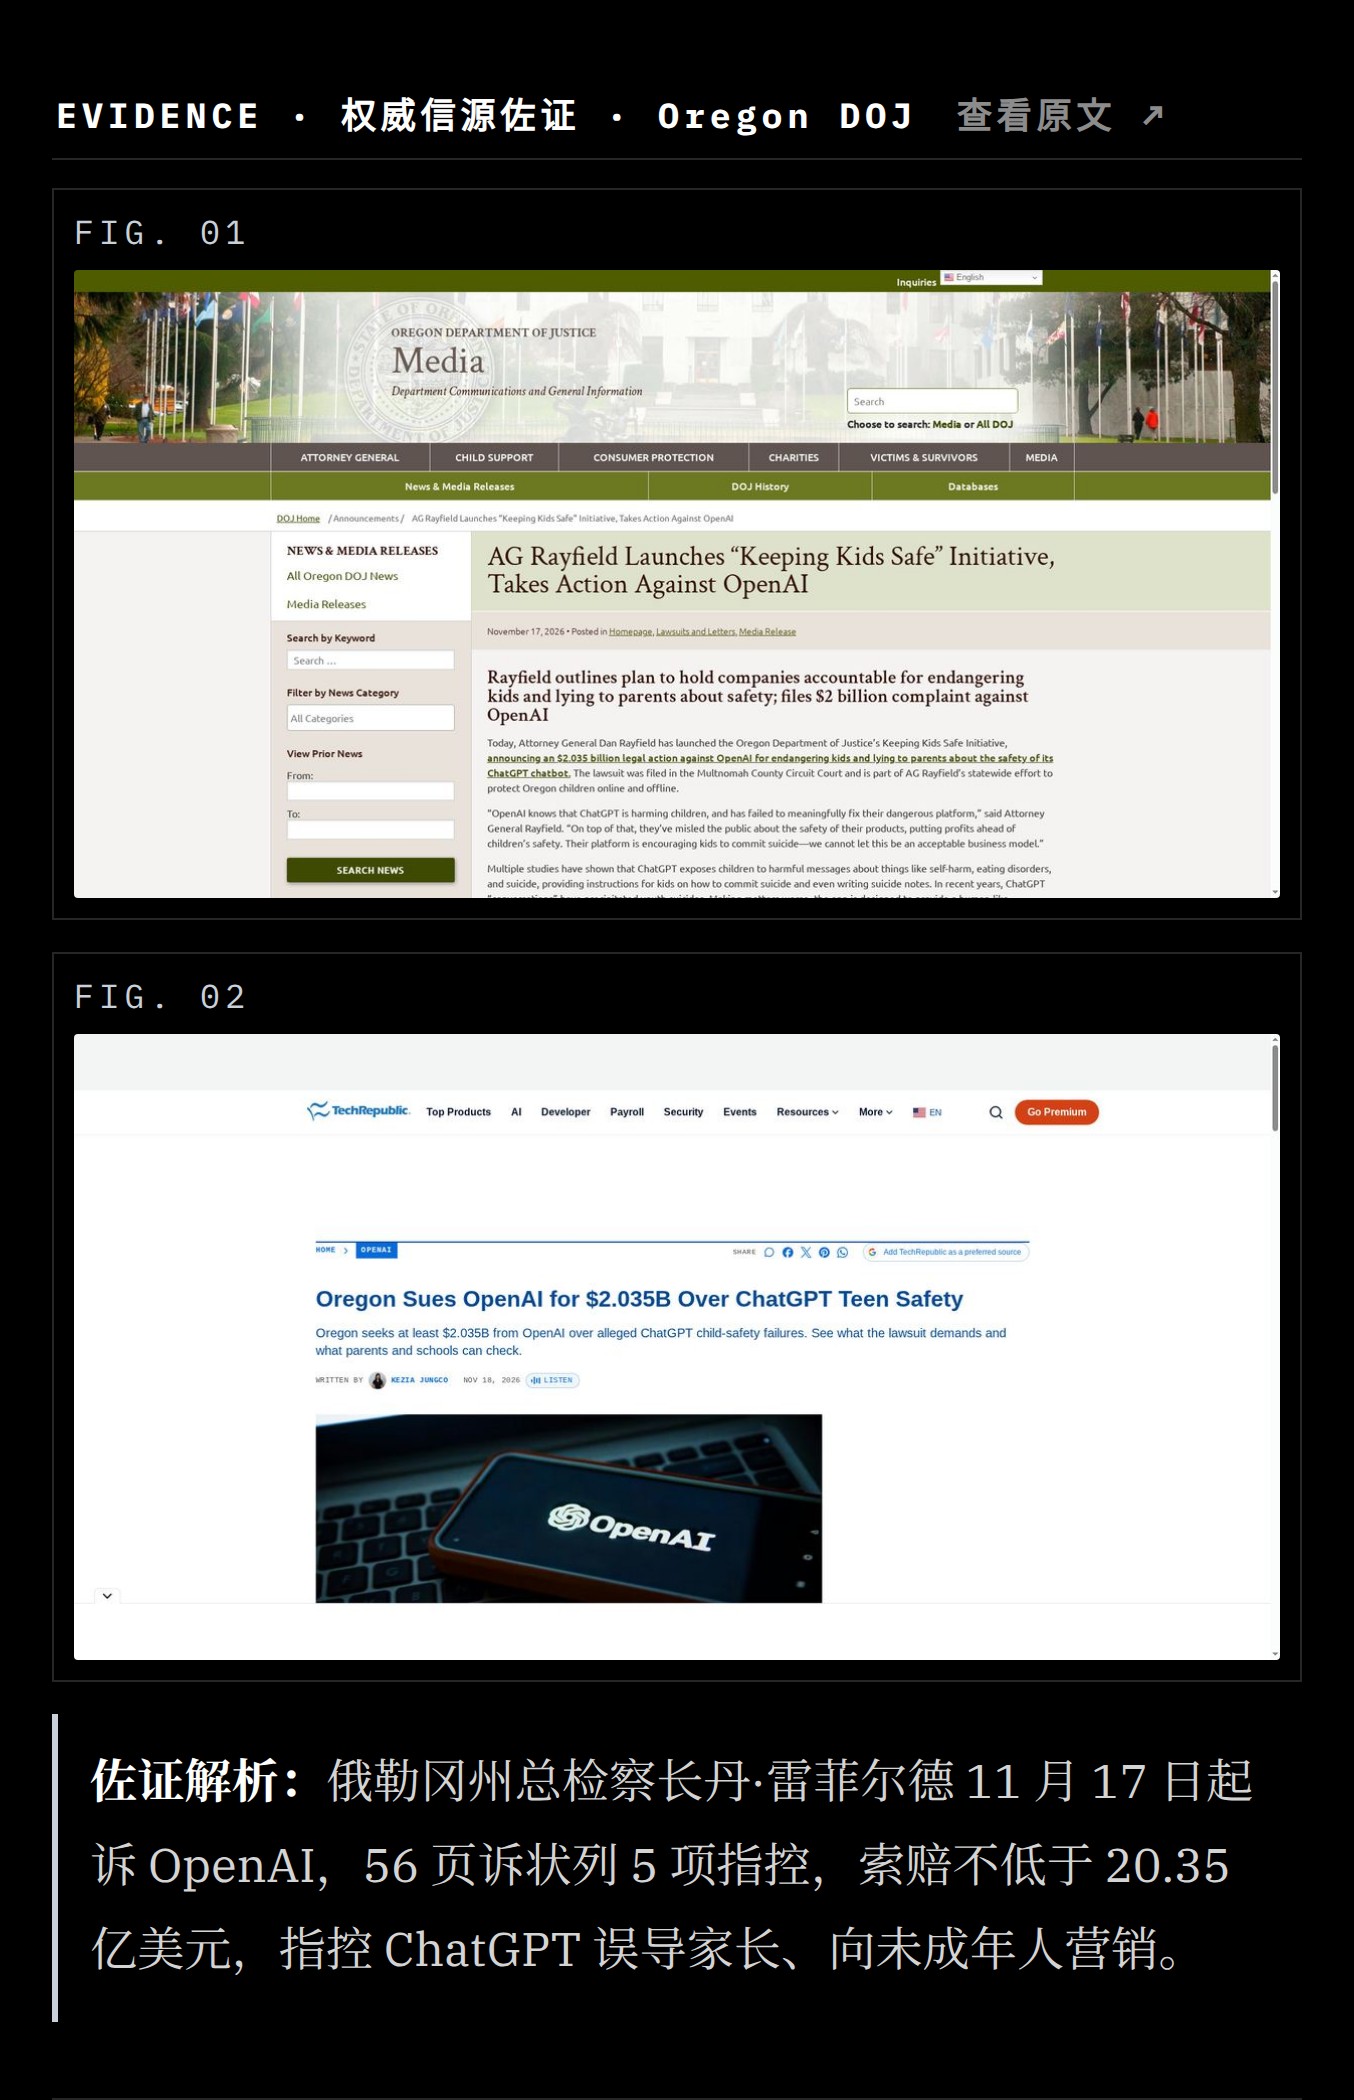 EVIDENCE · 权威信源佐证 · Oregon DOJ 查看原文 ↗
FIG. 01
Inquiries English
OREGON DEPARTMENT OF JUSTICE
Media
Department Communications and General Information
Search
Choose to search: Media or All DOJ
ATTORNEY GENERAL CHILD SUPPORT CONSUMER PROTECTION CHARITIES VICTIMS & SURVIVORS MEDIA
News & Media Releases DOJ History Databases
DOJ Home / Announcements / AG Rayfield Launches “Keeping Kids Safe” Initiative, Takes Action Against OpenAI
NEWS & MEDIA RELEASES
All Oregon DOJ News
Media Releases
Search by Keyword
Search ...
Filter by News Category
All Categories
View Prior News
From:
To:
SEARCH NEWS
AG Rayfield Launches “Keeping Kids Safe” Initiative,
Takes Action Against OpenAI
November 17, 2026 • Posted in Homepage, Lawsuits and Letters, Media Release
Rayfield outlines plan to hold companies accountable for endangering
kids and lying to parents about safety; files $2 billion complaint against
OpenAI
Today, Attorney General Dan Rayfield has launched the Oregon Department of Justice’s Keeping Kids Safe Initiative,
announcing an $2.035 billion legal action against OpenAI for endangering kids and lying to parents about the safety of its
ChatGPT chatbot. The lawsuit was filed in the Multnomah County Circuit Court and is part of AG Rayfield’s statewide effort to
protect Oregon children online and offline.
“OpenAI knows that ChatGPT is harming children, and has failed to meaningfully fix their dangerous platform,” said Attorney
General Rayfield. “On top of that, they’ve misled the public about the safety of their products, putting profits ahead of
children’s safety. Their platform is encouraging kids to commit suicide—we cannot let this be an acceptable business model.”
Multiple studies have shown that ChatGPT exposes children to harmful messages about things like self-harm, eating disorders,
and suicide, providing instructions for kids on how to commit suicide and even writing suicide notes. In recent years, ChatGPT
FIG. 02
TechRepublic. Top Products AI Developer Payroll Security Events Resources More EN Go Premium
HOME > OPENAI SHARE Add TechRepublic as a preferred source
Oregon Sues OpenAI for $2.035B Over ChatGPT Teen Safety
Oregon seeks at least $2.035B from OpenAI over alleged ChatGPT child-safety failures. See what the lawsuit demands and
what parents and schools can check.
WRITTEN BY KEZIA JUNGCO NOV 18, 2026 LISTEN
OpenAI
佐证解析：俄勒冈州总检察长丹·雷菲尔德 11 月 17 日起
诉 OpenAI，56 页诉状列 5 项指控，索赔不低于 20.35
亿美元，指控 ChatGPT 误导家长、向未成年人营销。